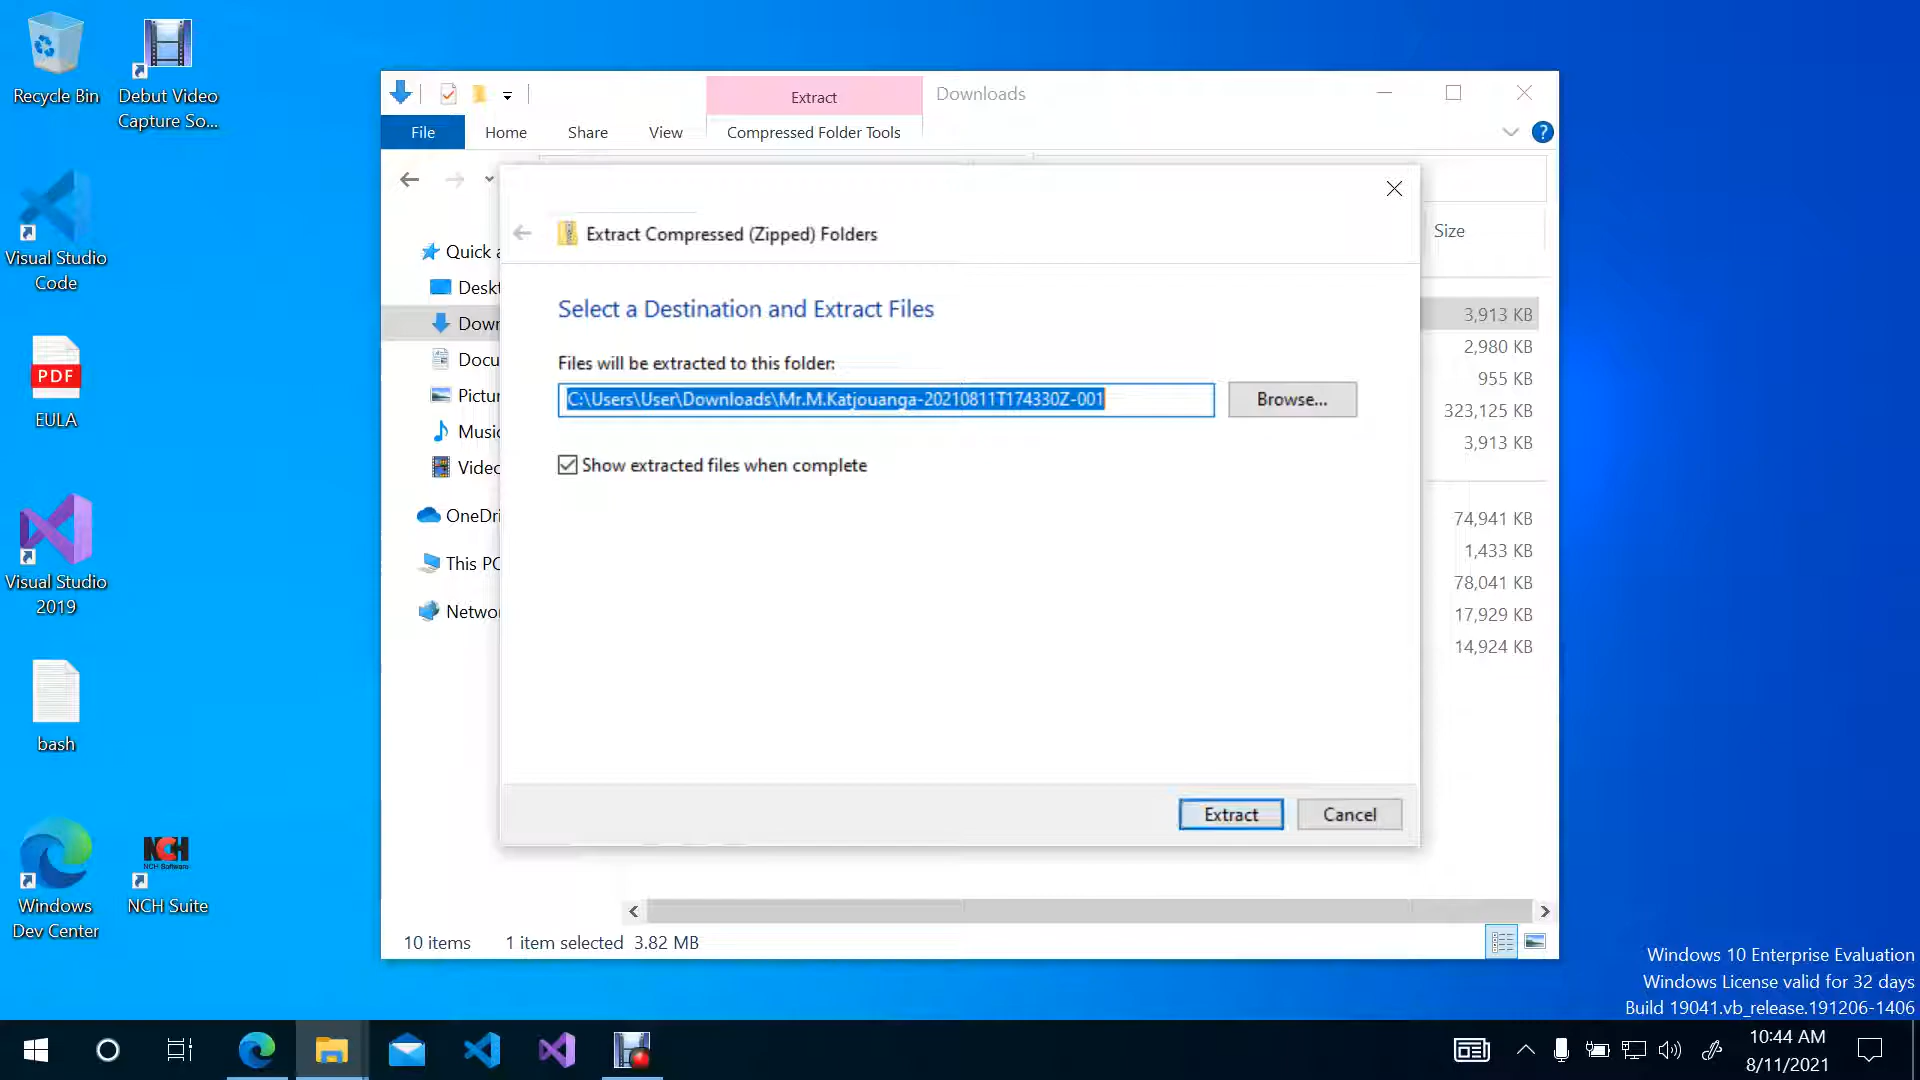 Recycle Bin
Debut Video
Capture So...
Visual Studio
Code
PDF
EULA
Visual Studio
2019
bash
Windows
Dev Center
NCH
NCH Software
NCH Suite
Extract
Downloads
File
Home
Share
View
Compressed Folder Tools
?
Quick a
Deskt
Down
Docu
Pictur
Music
Video
OneDri
This PC
Netwo
Size
3,913 KB
2,980 KB
955 KB
323,125 KB
3,913 KB
74,941 KB
1,433 KB
78,041 KB
17,929 KB
14,924 KB
Extract Compressed (Zipped) Folders
Select a Destination and Extract Files
Files will be extracted to this folder:
C:\Users\User\Downloads\Mr.M.Katjouanga-20210811T174330Z-001
Browse...
Show extracted files when complete
Extract
Cancel
10 items
1 item selected 3.82 MB
Windows 10 Enterprise Evaluation
Windows License valid for 32 days
Build 19041.vb_release.191206-1406
10:44 AM
8/11/2021